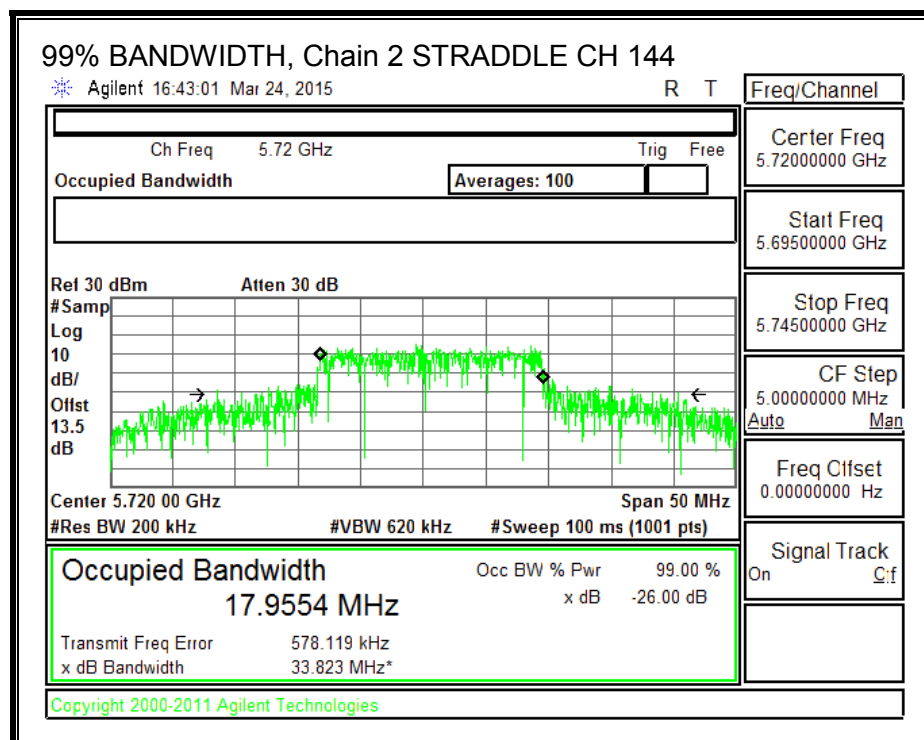 99% BANDWIDTH, Chain 2 STRADDLE CH 144
Agilent 16:43:01 Mar 24, 2015 R T
Freq/Channel
Ch Freq 5.72 GHz Trig Free
Occupied Bandwidth Averages: 100
Center Freq
5.72000000 GHz
Start Freq
5.69500000 GHz
Stop Freq
5.74500000 GHz
CF Step
5.00000000 MHz
Auto Man
Freq Offset
0.00000000 Hz
Signal Track
On Off
Ref 30 dBm Atten 30 dB
#Samp
Log
10
dB/
Offst
13.5
dB
Center 5.720 00 GHz Span 50 MHz
#Res BW 200 kHz #VBW 620 kHz #Sweep 100 ms (1001 pts)
Occupied Bandwidth Occ BW % Pwr 99.00 %
17.9554 MHz x dB -26.00 dB
Transmit Freq Error 578.119 kHz
x dB Bandwidth 33.823 MHz*
Copyright 2000-2011 Agilent Technologies